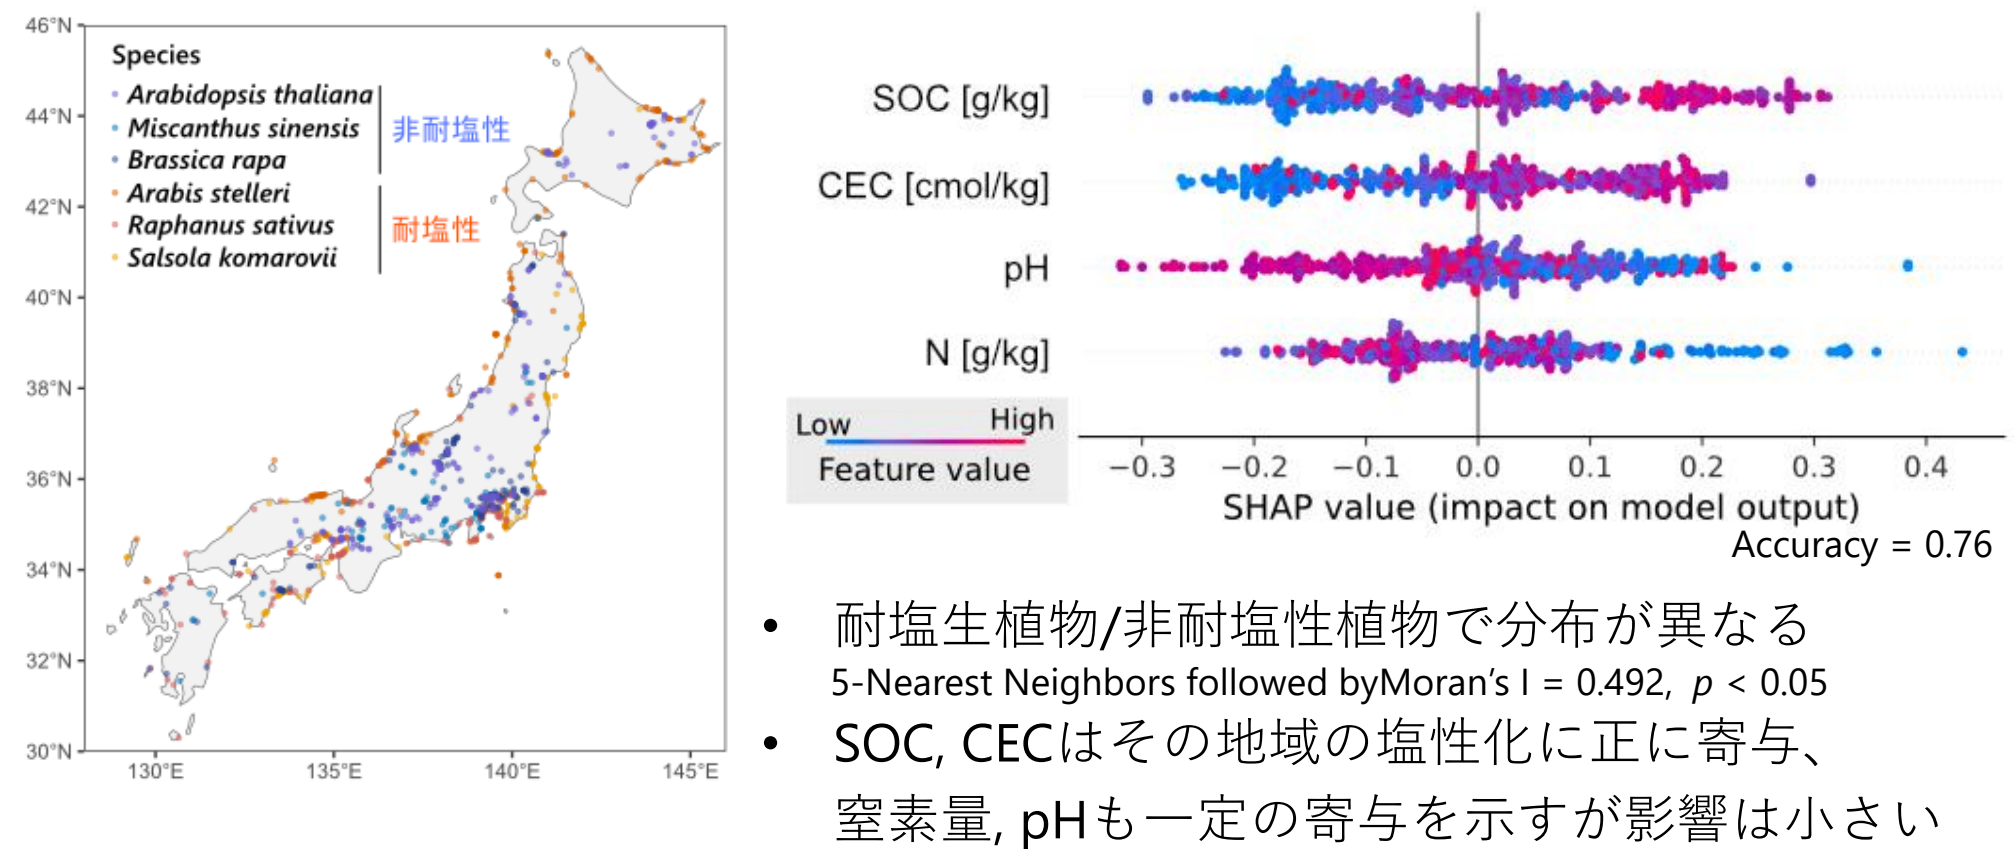 46°N
44°N
42°N
40°N
38°N
36°N
34°N
32°N
30°N
130°E
135°E
140°E
145°E
Species
Arabidopsis thaliana
Miscanthus sinensis
Brassica rapa
Arabis stelleri
Raphanus sativus
Salsola komarovii
非耐塩性
耐塩性
SOC [g/kg]
CEC [cmol/kg]
pH
N [g/kg]
Low High
Feature value
−0.3 −0.2 −0.1 0.0 0.1 0.2 0.3 0.4
SHAP value (impact on model output)
Accuracy = 0.76
• 耐塩生植物/非耐塩性植物で分布が異なる
5-Nearest Neighbors followed byMoran’s I = 0.492, p < 0.05
• SOC, CECはその地域の塩性化に正に寄与、
窒素量, pHも一定の寄与を示すが影響は小さい